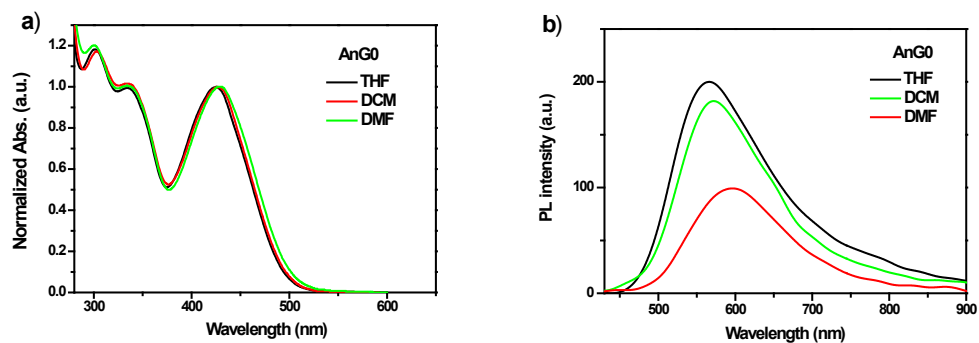 a)
AnG0
THF
DCM
DMF
Normalized Abs. (a.u.)
1.2
1.0
0.8
0.6
0.4
0.2
0.0
300 400 500 600
Wavelength (nm)
b)
AnG0
THF
DCM
DMF
PL intensity (a.u.)
200
100
0
500 600 700 800 900
Wavelength (nm)